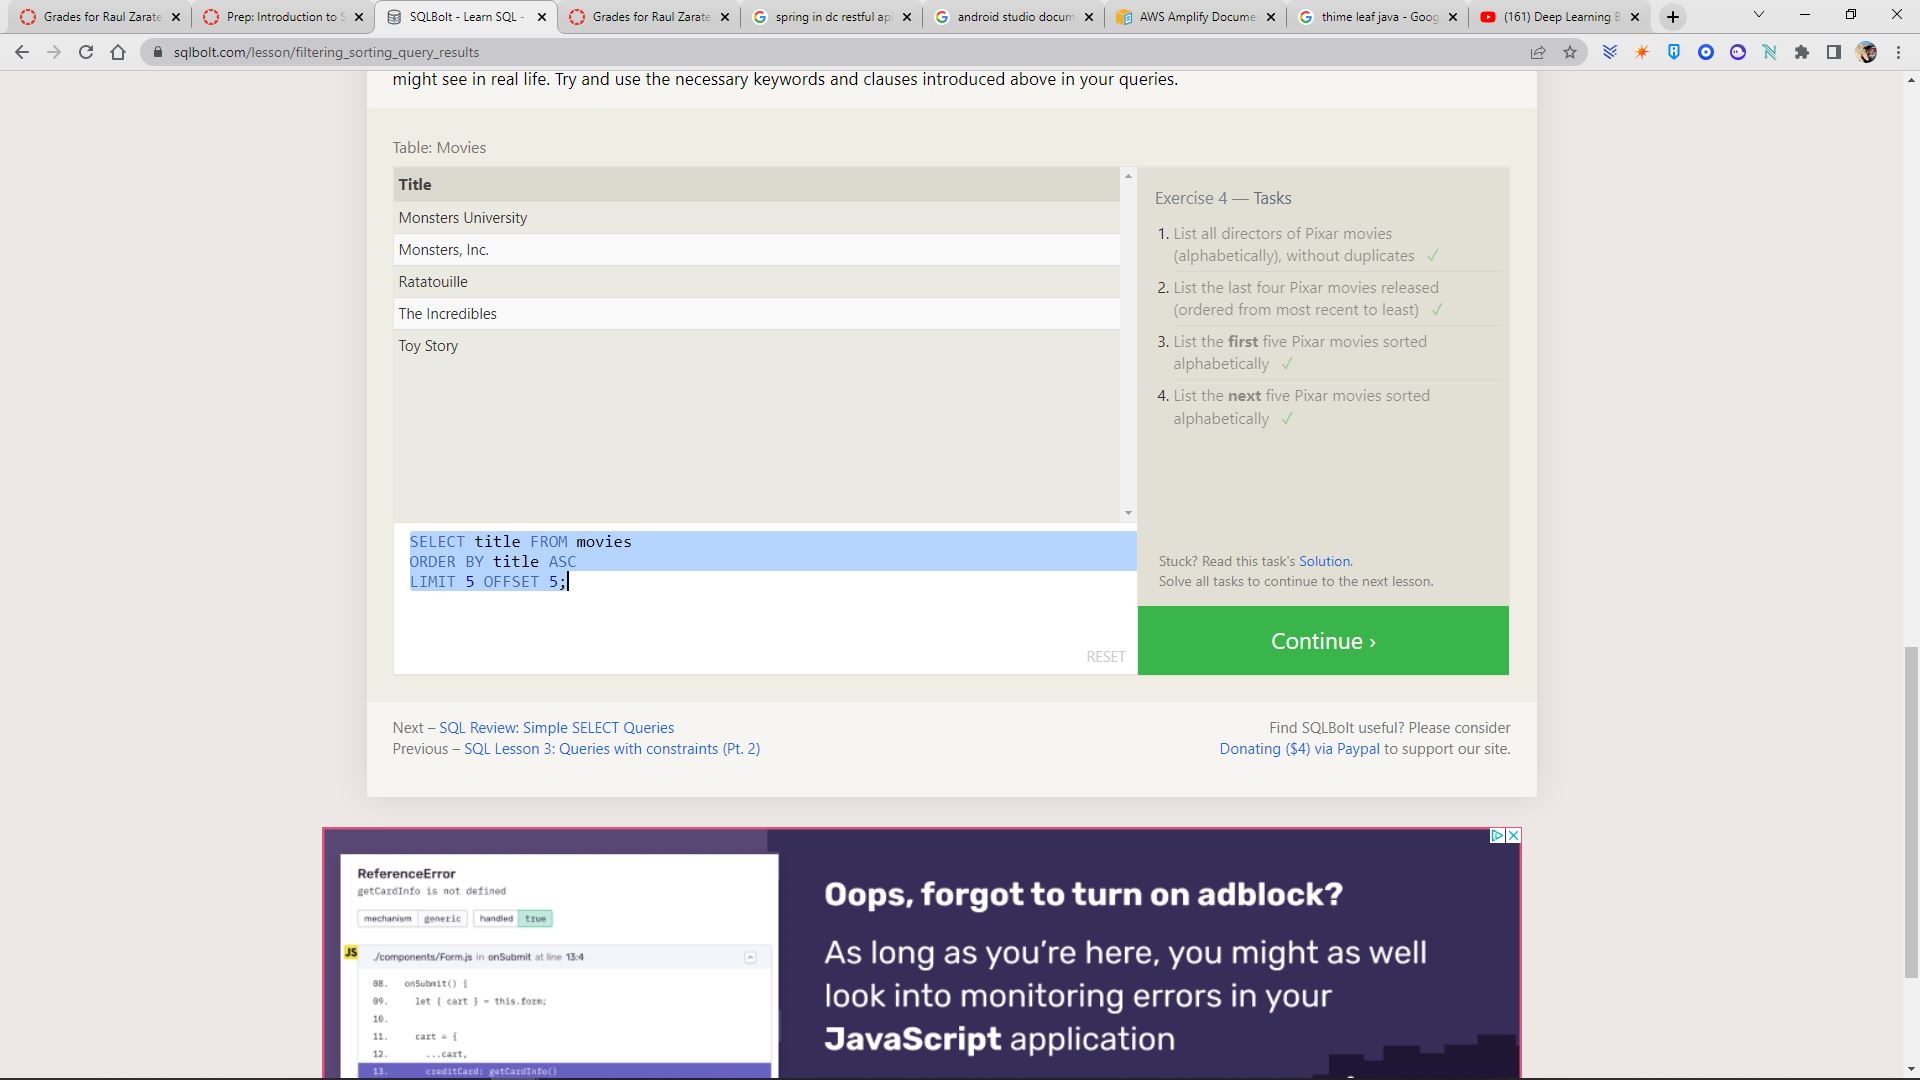 Grades for Raul Zarate
Prep: Introduction to S
SQLBolt - Learn SQL -
Grades for Raul Zarate
spring in dc restful api
android studio docum
AWS Amplify Docume
thime leaf java - Goog
(161) Deep Learning B
sqlbolt.com/lesson/filtering_sorting_query_results
might see in real life. Try and use the necessary keywords and clauses introduced above in your queries.
Table: Movies
Title
Monsters University
Monsters, Inc.
Ratatouille
The Incredibles
Toy Story
SELECT title FROM movies
ORDER BY title ASC
LIMIT 5 OFFSET 5;
RESET
Exercise 4 — Tasks
1. List all directors of Pixar movies
(alphabetically), without duplicates ✓
2. List the last four Pixar movies released
(ordered from most recent to least) ✓
3. List the first five Pixar movies sorted
alphabetically ✓
4. List the next five Pixar movies sorted
alphabetically ✓
Stuck? Read this task's Solution.
Solve all tasks to continue to the next lesson.
Continue ›
Next – SQL Review: Simple SELECT Queries
Previous – SQL Lesson 3: Queries with constraints (Pt. 2)
Find SQLBolt useful? Please consider
Donating ($4) via Paypal to support our site.
ReferenceError
getCardInfo is not defined
mechanism generic handled true
JS ./components/Form.js in onSubmit at line 13:4
08. onSubmit() {
09. let { cart } = this.form;
10.
11. cart = {
12. ...cart,
13. creditCard: getCardInfo()
Oops, forgot to turn on adblock?
As long as you're here, you might as well
look into monitoring errors in your
JavaScript application